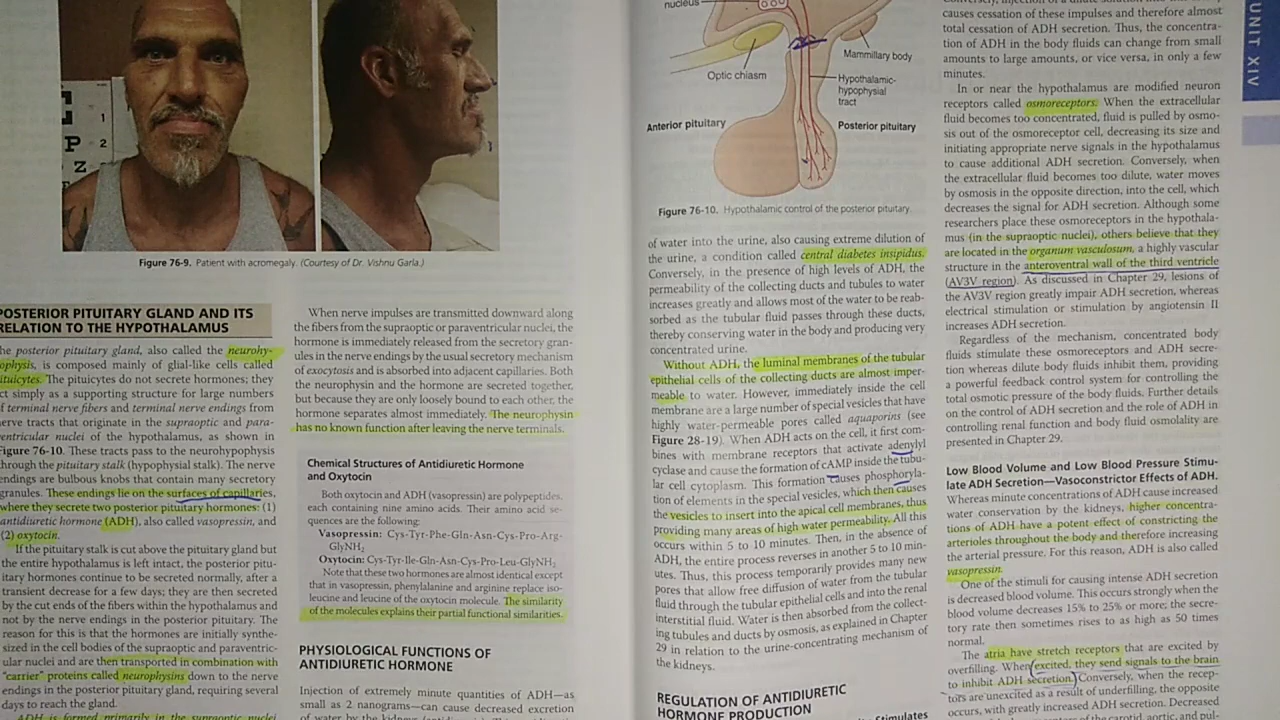 1
P 2
Z
Figure 76-9. Patient with acromegaly. (Courtesy of Dr. Vishnu Garla.)
POSTERIOR PITUITARY GLAND AND ITS
RELATION TO THE HYPOTHALAMUS
The posterior pituitary gland, also called the neurohy-
pophysis, is composed mainly of glial-like cells called
pituicytes. The pituicytes do not secrete hormones; they
act simply as a supporting structure for large numbers
of terminal nerve fibers and terminal nerve endings from
nerve tracts that originate in the supraoptic and para-
ventricular nuclei of the hypothalamus, as shown in
Figure 76-10. These tracts pass to the neurohypophysis
through the pituitary stalk (hypophysial stalk). The nerve
endings are bulbous knobs that contain many secretory
granules. These endings lie on the surfaces of capillaries,
where they secrete two posterior pituitary hormones: (1)
antidiuretic hormone (ADH), also called vasopressin, and
(2) oxytocin.
If the pituitary stalk is cut above the pituitary gland but
the entire hypothalamus is left intact, the posterior pitu-
itary hormones continue to be secreted normally, after a
transient decrease for a few days; they are then secreted
by the cut ends of the fibers within the hypothalamus and
not by the nerve endings in the posterior pituitary. The
reason for this is that the hormones are initially synthe-
sized in the cell bodies of the supraoptic and paraventric-
ular nuclei and are then transported in combination with
"carrier" proteins called neurophysins down to the nerve
endings in the posterior pituitary gland, requiring several
days to reach the gland.
ADH is formed primarily in the supraoptic nuclei
When nerve impulses are transmitted downward along
the fibers from the supraoptic or paraventricular nuclei, the
hormone is immediately released from the secretory gran-
ules in the nerve endings by the usual secretory mechanism
of exocytosis and is absorbed into adjacent capillaries. Both
the neurophysin and the hormone are secreted together,
but because they are only loosely bound to each other, the
hormone separates almost immediately. The neurophysin
has no known function after leaving the nerve terminals.
Chemical Structures of Antidiuretic Hormone
and Oxytocin
Both oxytocin and ADH (vasopressin) are polypeptides,
each containing nine amino acids. Their amino acid se-
quences are the following:
Vasopressin: Cys-Tyr-Phe-Gln-Asn-Cys-Pro-Arg-
GlyNH2
Oxytocin: Cys-Tyr-Ile-Gln-Asn-Cys-Pro-Leu-GlyNH2
Note that these two hormones are almost identical except
that in vasopressin, phenylalanine and arginine replace iso-
leucine and leucine of the oxytocin molecule. The similarity
of the molecules explains their partial functional similarities.
PHYSIOLOGICAL FUNCTIONS OF
ANTIDIURETIC HORMONE
Injection of extremely minute quantities of ADH—as
small as 2 nanograms—can cause decreased excretion
of water by the kidneys
nucleus
Mammillary body
Optic chiasm
Hypothalamic-
hypophysial
tract
Anterior pituitary
Posterior pituitary
Figure 76-10. Hypothalamic control of the posterior pituitary.
of water into the urine, also causing extreme dilution of
the urine, a condition called central diabetes insipidus.
Conversely, in the presence of high levels of ADH, the
permeability of the collecting ducts and tubules to water
increases greatly and allows most of the water to be reab-
sorbed as the tubular fluid passes through these ducts,
thereby conserving water in the body and producing very
concentrated urine.
Without ADH, the luminal membranes of the tubular
epithelial cells of the collecting ducts are almost imper-
meable to water. However, immediately inside the cell
membrane are a large number of special vesicles that have
highly water-permeable pores called aquaporins (see
Figure 28-19). When ADH acts on the cell, it first com-
bines with membrane receptors that activate adenylyl
cyclase and cause the formation of cAMP inside the tubu-
lar cell cytoplasm. This formation causes phosphoryla-
tion of elements in the special vesicles, which then causes
the vesicles to insert into the apical cell membranes, thus
providing many areas of high water permeability. All this
occurs within 5 to 10 minutes. Then, in the absence of
ADH, the entire process reverses in another 5 to 10 min-
utes. Thus, this process temporarily provides many new
pores that allow free diffusion of water from the tubular
fluid through the tubular epithelial cells and into the renal
interstitial fluid. Water is then absorbed from the collect-
ing tubules and ducts by osmosis, as explained in Chapter
29 in relation to the urine-concentrating mechanism of
the kidneys.
REGULATION OF ANTIDIURETIC
HORMONE PRODUCTION
Stimulates
causes cessation of these impulses and therefore almost
total cessation of ADH secretion. Thus, the concentra-
tion of ADH in the body fluids can change from small
amounts to large amounts, or vice versa, in only a few
minutes.
In or near the hypothalamus are modified neuron
receptors called osmoreceptors. When the extracellular
fluid becomes too concentrated, fluid is pulled by osmo-
sis out of the osmoreceptor cell, decreasing its size and
initiating appropriate nerve signals in the hypothalamus
to cause additional ADH secretion. Conversely, when
the extracellular fluid becomes too dilute, water moves
by osmosis in the opposite direction, into the cell, which
decreases the signal for ADH secretion. Although some
researchers place these osmoreceptors in the hypothala-
mus (in the supraoptic nuclei), others believe that they
are located in the organum vasculosum, a highly vascular
structure in the anteroventral wall of the third ventricle
(AV3V region). As discussed in Chapter 29, lesions of
the AV3V region greatly impair ADH secretion, whereas
electrical stimulation or stimulation by angiotensin II
increases ADH secretion.
Regardless of the mechanism, concentrated body
fluids stimulate these osmoreceptors and ADH secre-
tion whereas dilute body fluids inhibit them, providing
a powerful feedback control system for controlling the
total osmotic pressure of the body fluids. Further details
on the control of ADH secretion and the role of ADH in
controlling renal function and body fluid osmolality are
presented in Chapter 29.
Low Blood Volume and Low Blood Pressure Stimu-
late ADH Secretion—Vasoconstrictor Effects of ADH.
Whereas minute concentrations of ADH cause increased
water conservation by the kidneys, higher concentra-
tions of ADH have a potent effect of constricting the
arterioles throughout the body and therefore increasing
the arterial pressure. For this reason, ADH is also called
vasopressin.
One of the stimuli for causing intense ADH secretion
is decreased blood volume. This occurs strongly when the
blood volume decreases 15% to 25% or more; the secre-
tory rate then sometimes rises to as high as 50 times
normal.
The atria have stretch receptors that are excited by
overfilling. When excited, they send signals to the brain
to inhibit ADH secretion. Conversely, when the recep-
tors are unexcited as a result of underfilling, the opposite
occurs, with greatly increased ADH secretion. Decreased
UNIT XIV